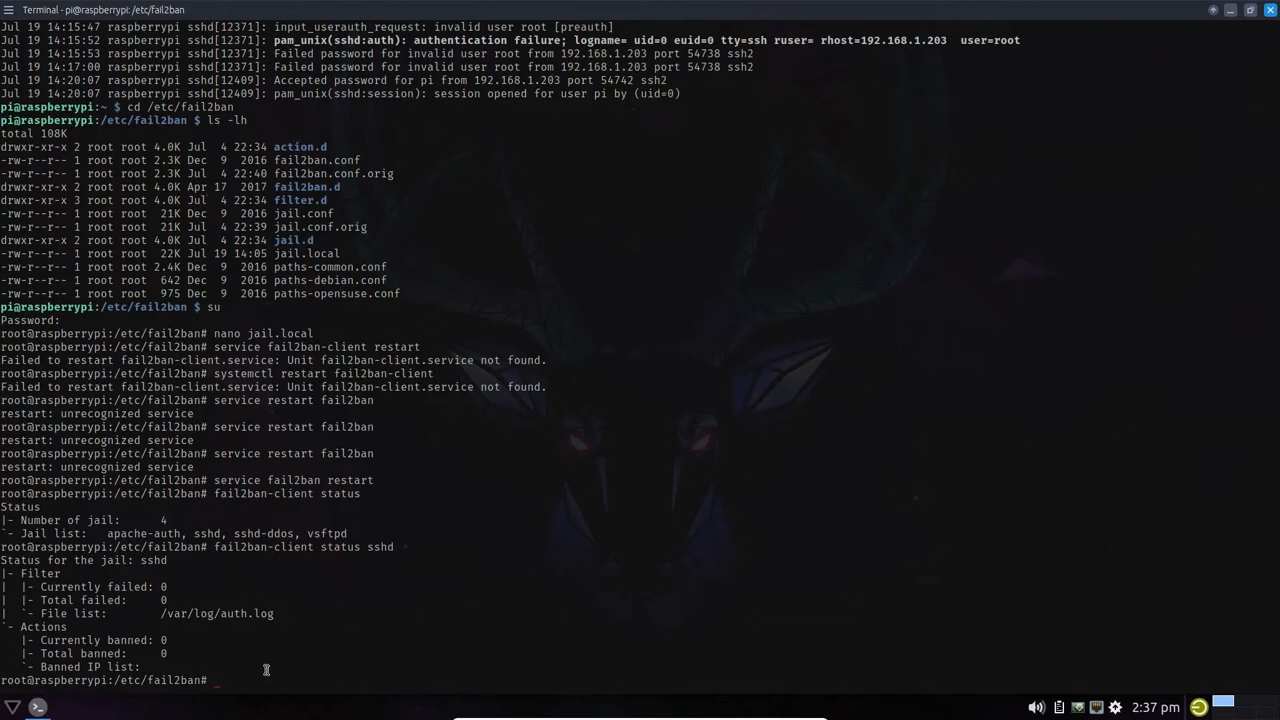 Terminal - pi@raspberrypi: /etc/fail2ban
Jul 19 14:15:47 raspberrypi sshd[12371]: input_userauth_request: invalid user root [preauth]
Jul 19 14:15:52 raspberrypi sshd[12371]: pam_unix(sshd:auth): authentication failure; logname= uid=0 euid=0 tty=ssh ruser= rhost=192.168.1.203  user=root
Jul 19 14:15:53 raspberrypi sshd[12371]: Failed password for invalid user root from 192.168.1.203 port 54738 ssh2
Jul 19 14:17:00 raspberrypi sshd[12371]: Failed password for invalid user root from 192.168.1.203 port 54738 ssh2
Jul 19 14:20:07 raspberrypi sshd[12409]: Accepted password for pi from 192.168.1.203 port 54742 ssh2
Jul 19 14:20:07 raspberrypi sshd[12409]: pam_unix(sshd:session): session opened for user pi by (uid=0)
pi@raspberrypi:~ $ cd /etc/fail2ban
pi@raspberrypi:/etc/fail2ban $ ls -lh
total 108K
drwxr-xr-x 2 root root 4.0K Jul  4 22:34 action.d
-rw-r--r-- 1 root root 2.3K Dec  9  2016 fail2ban.conf
-rw-r--r-- 1 root root 2.3K Jul  4 22:40 fail2ban.conf.orig
drwxr-xr-x 2 root root 4.0K Apr 17  2017 fail2ban.d
drwxr-xr-x 3 root root 4.0K Jul  4 22:34 filter.d
-rw-r--r-- 1 root root  21K Dec  9  2016 jail.conf
-rw-r--r-- 1 root root  21K Jul  4 22:39 jail.conf.orig
drwxr-xr-x 2 root root 4.0K Jul  4 22:34 jail.d
-rw-r--r-- 1 root root  22K Jul 19 14:05 jail.local
-rw-r--r-- 1 root root 2.4K Dec  9  2016 paths-common.conf
-rw-r--r-- 1 root root  642 Dec  9  2016 paths-debian.conf
-rw-r--r-- 1 root root  975 Dec  9  2016 paths-opensuse.conf
pi@raspberrypi:/etc/fail2ban $ su
Password:
root@raspberrypi:/etc/fail2ban# nano jail.local
root@raspberrypi:/etc/fail2ban# service fail2ban-client restart
Failed to restart fail2ban-client.service: Unit fail2ban-client.service not found.
root@raspberrypi:/etc/fail2ban# systemctl restart fail2ban-client
Failed to restart fail2ban-client.service: Unit fail2ban-client.service not found.
root@raspberrypi:/etc/fail2ban# service restart fail2ban
restart: unrecognized service
root@raspberrypi:/etc/fail2ban# service restart fail2ban
restart: unrecognized service
root@raspberrypi:/etc/fail2ban# service restart fail2ban
restart: unrecognized service
root@raspberrypi:/etc/fail2ban# service fail2ban restart
root@raspberrypi:/etc/fail2ban# fail2ban-client status
Status
|- Number of jail:      4
`- Jail list:   apache-auth, sshd, sshd-ddos, vsftpd
root@raspberrypi:/etc/fail2ban# fail2ban-client status sshd
Status for the jail: sshd
|- Filter
|  |- Currently failed: 0
|  |- Total failed:     0
|  `- File list:        /var/log/auth.log
`- Actions
   |- Currently banned: 0
   |- Total banned:     0
   `- Banned IP list:
root@raspberrypi:/etc/fail2ban# _
2:37 pm